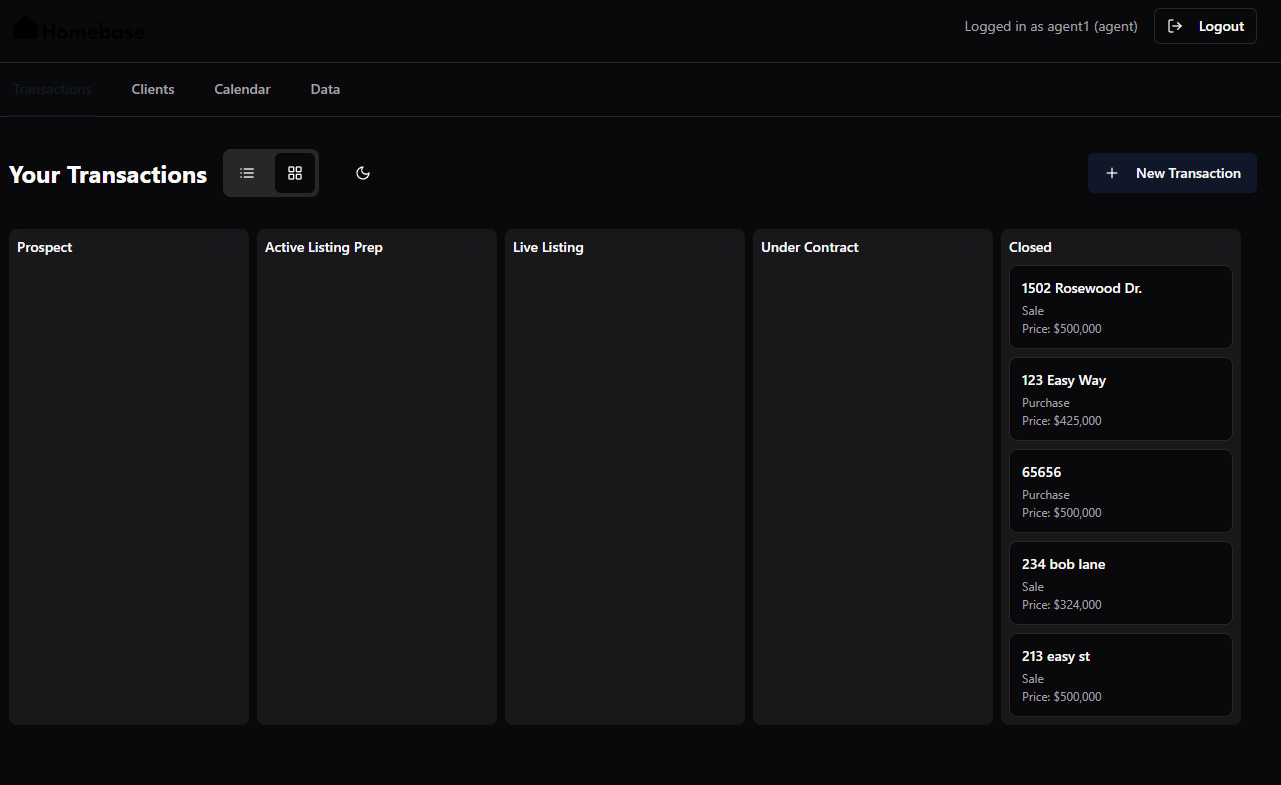 Homebase
Logged in as agent1 (agent)
Logout
Transactions
Clients
Calendar
Data
Your Transactions
New Transaction
Prospect
Active Listing Prep
Live Listing
Under Contract
Closed
1502 Rosewood Dr.
Sale
Price: $500,000
123 Easy Way
Purchase
Price: $425,000
65656
Purchase
Price: $500,000
234 bob lane
Sale
Price: $324,000
213 easy st
Sale
Price: $500,000